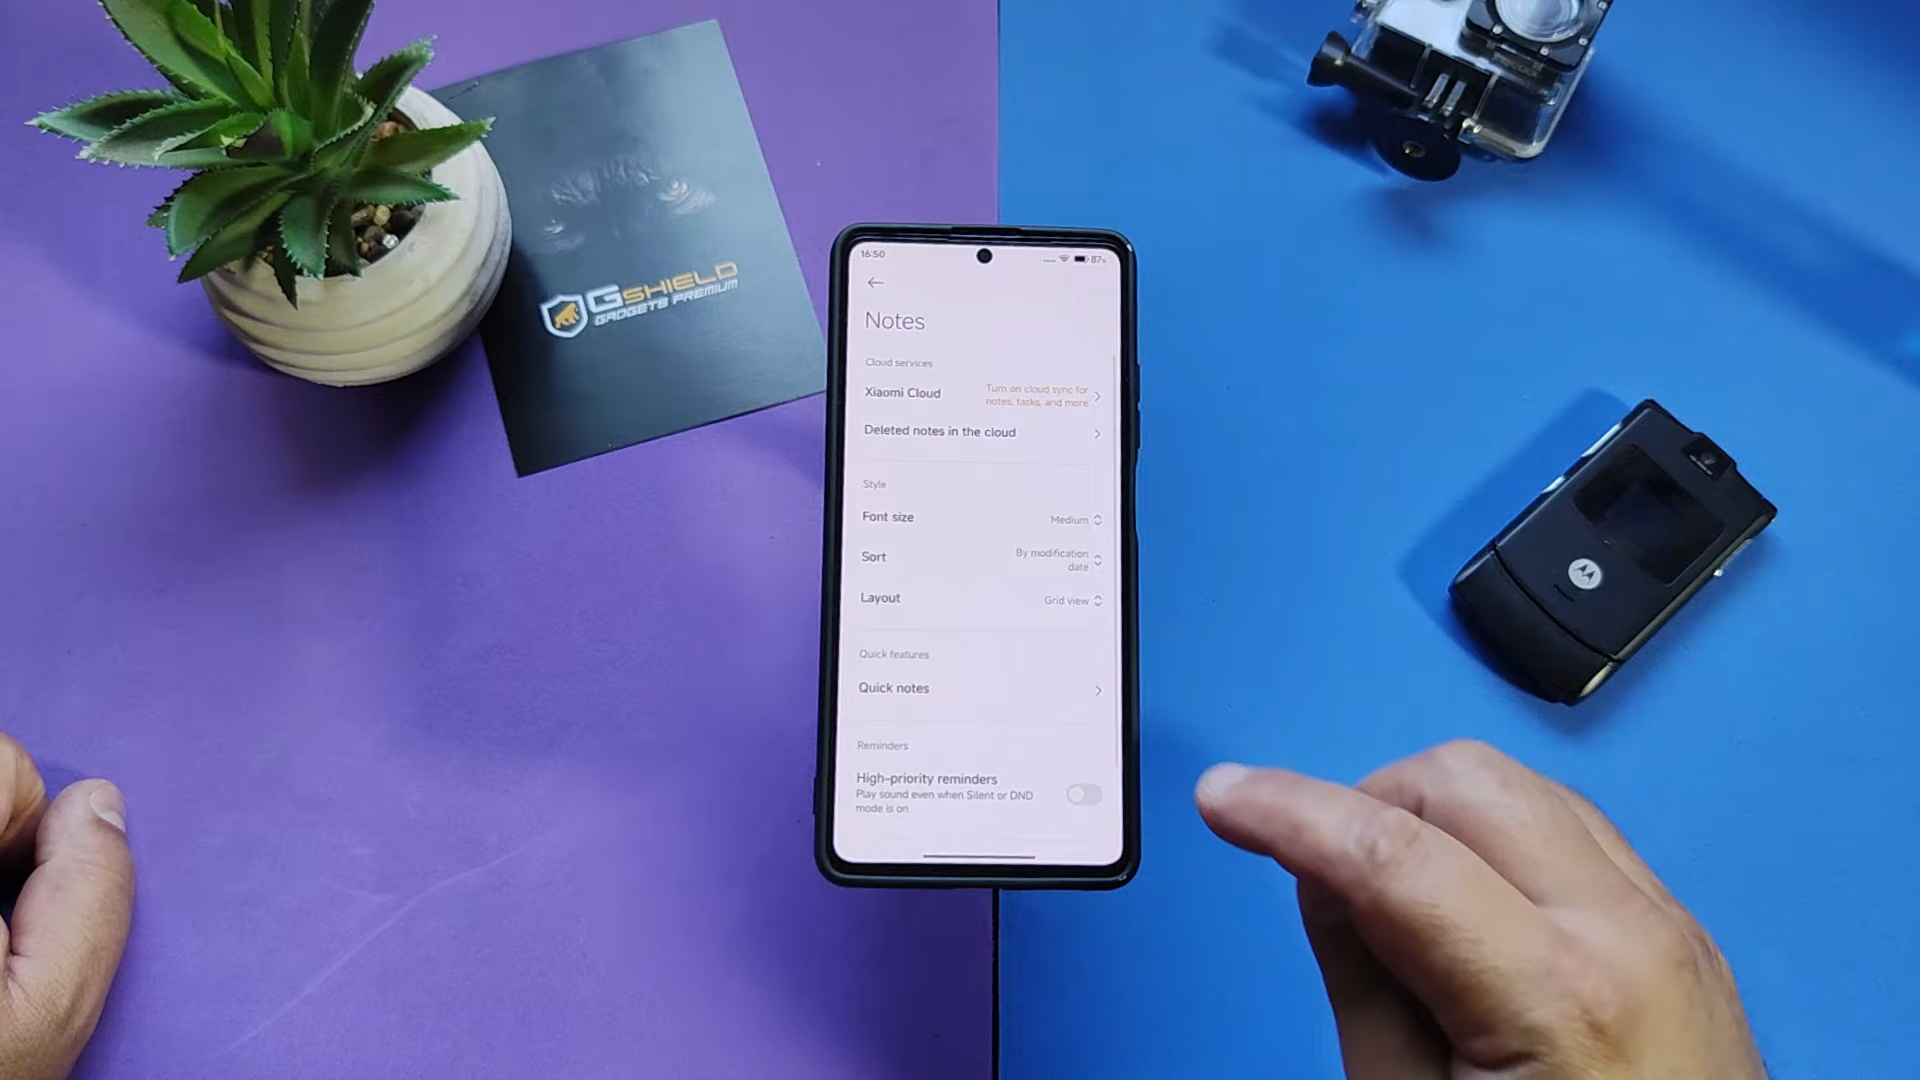 GSHIELD
GADGETS PREMIUM
16:50
87%
Notes
Cloud services
Xiaomi Cloud
Turn on cloud sync for
notes, tasks, and more
Deleted notes in the cloud
Style
Font size
Medium
Sort
By modification
date
Layout
Grid view
Quick features
Quick notes
Reminders
High-priority reminders
Play sound even when Silent or DND
mode is on